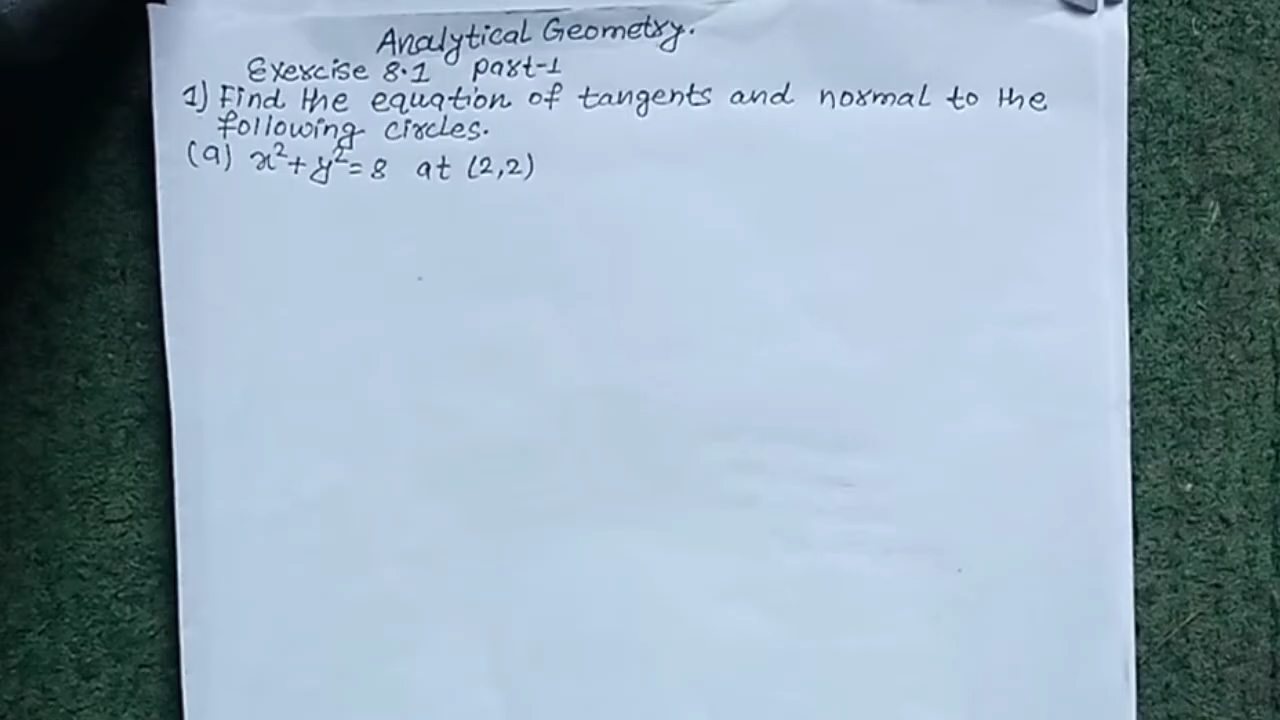 Analytical Geometry.
Exercise 8.1 part-1
1) Find the equation of tangents and normal to the
following circles.
(a) x²+y²=8 at (2,2)